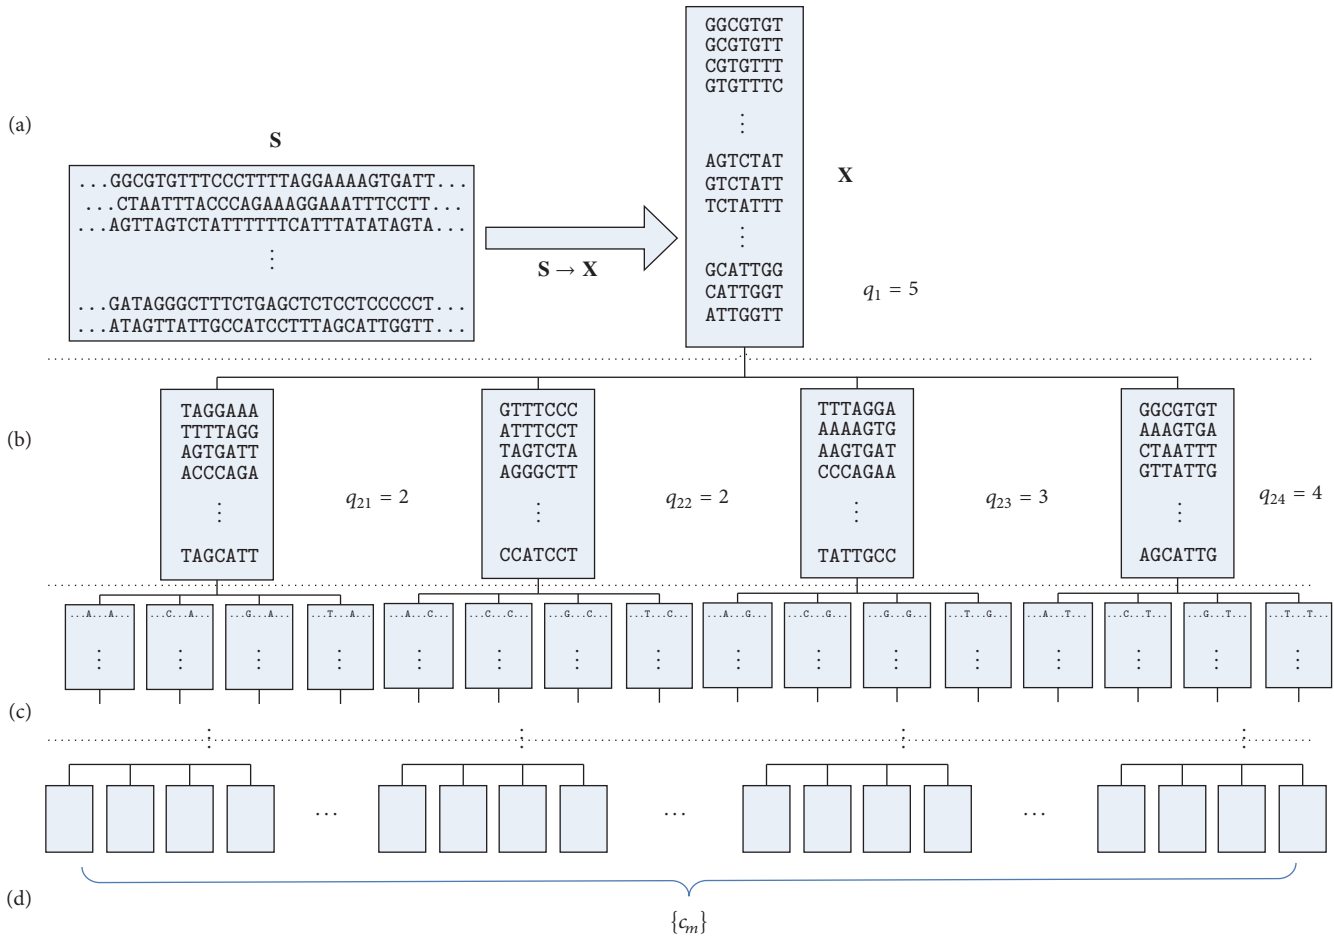 (a)
S
...GGCGTGTTTCCCTTTTAGGAAAAGTGATT...
...CTAATTTACCCAGAAAGGAAATTTCCTT...
...AGTTAGTCTATTTTTTCATTTATATAGTA...
⋮
...GATAGGGCTTTCTGAGCTCTCCTCCCCCT...
...ATAGTTATTGCCATCCTTTAGCATTGGTT...
S → X
GGCGTGT
GCGTGTT
CGTGTTT
GTGTTTC
⋮
AGTCTAT
GTCTATT
TCTATTT
⋮
GCATTGG
CATTGGT
ATTGGTT
X
q1 = 5
(b)
TAGGAAA
TTTTAGG
AGTGATT
ACCCAGA
⋮
TAGCATT
q21 = 2
GTTTCCC
ATTTCCT
TAGTCTA
AGGGCTT
⋮
CCATCCT
q22 = 2
TTTAGGA
AAAAGTG
AAGTGAT
CCCAGAA
⋮
TATTGCC
q23 = 3
GGCGTGT
AAAGTGA
CTAATTT
GTTATTG
⋮
AGCATTG
q24 = 4
(c)
...A...A...
...C...A...
...G...A...
...T...A...
...A...C...
...C...C...
...G...C...
...T...C...
...A...G...
...C...G...
...G...G...
...T...G...
...A...T...
...C...T...
...G...T...
...T...T...
... ... ...
(d)
{cm}